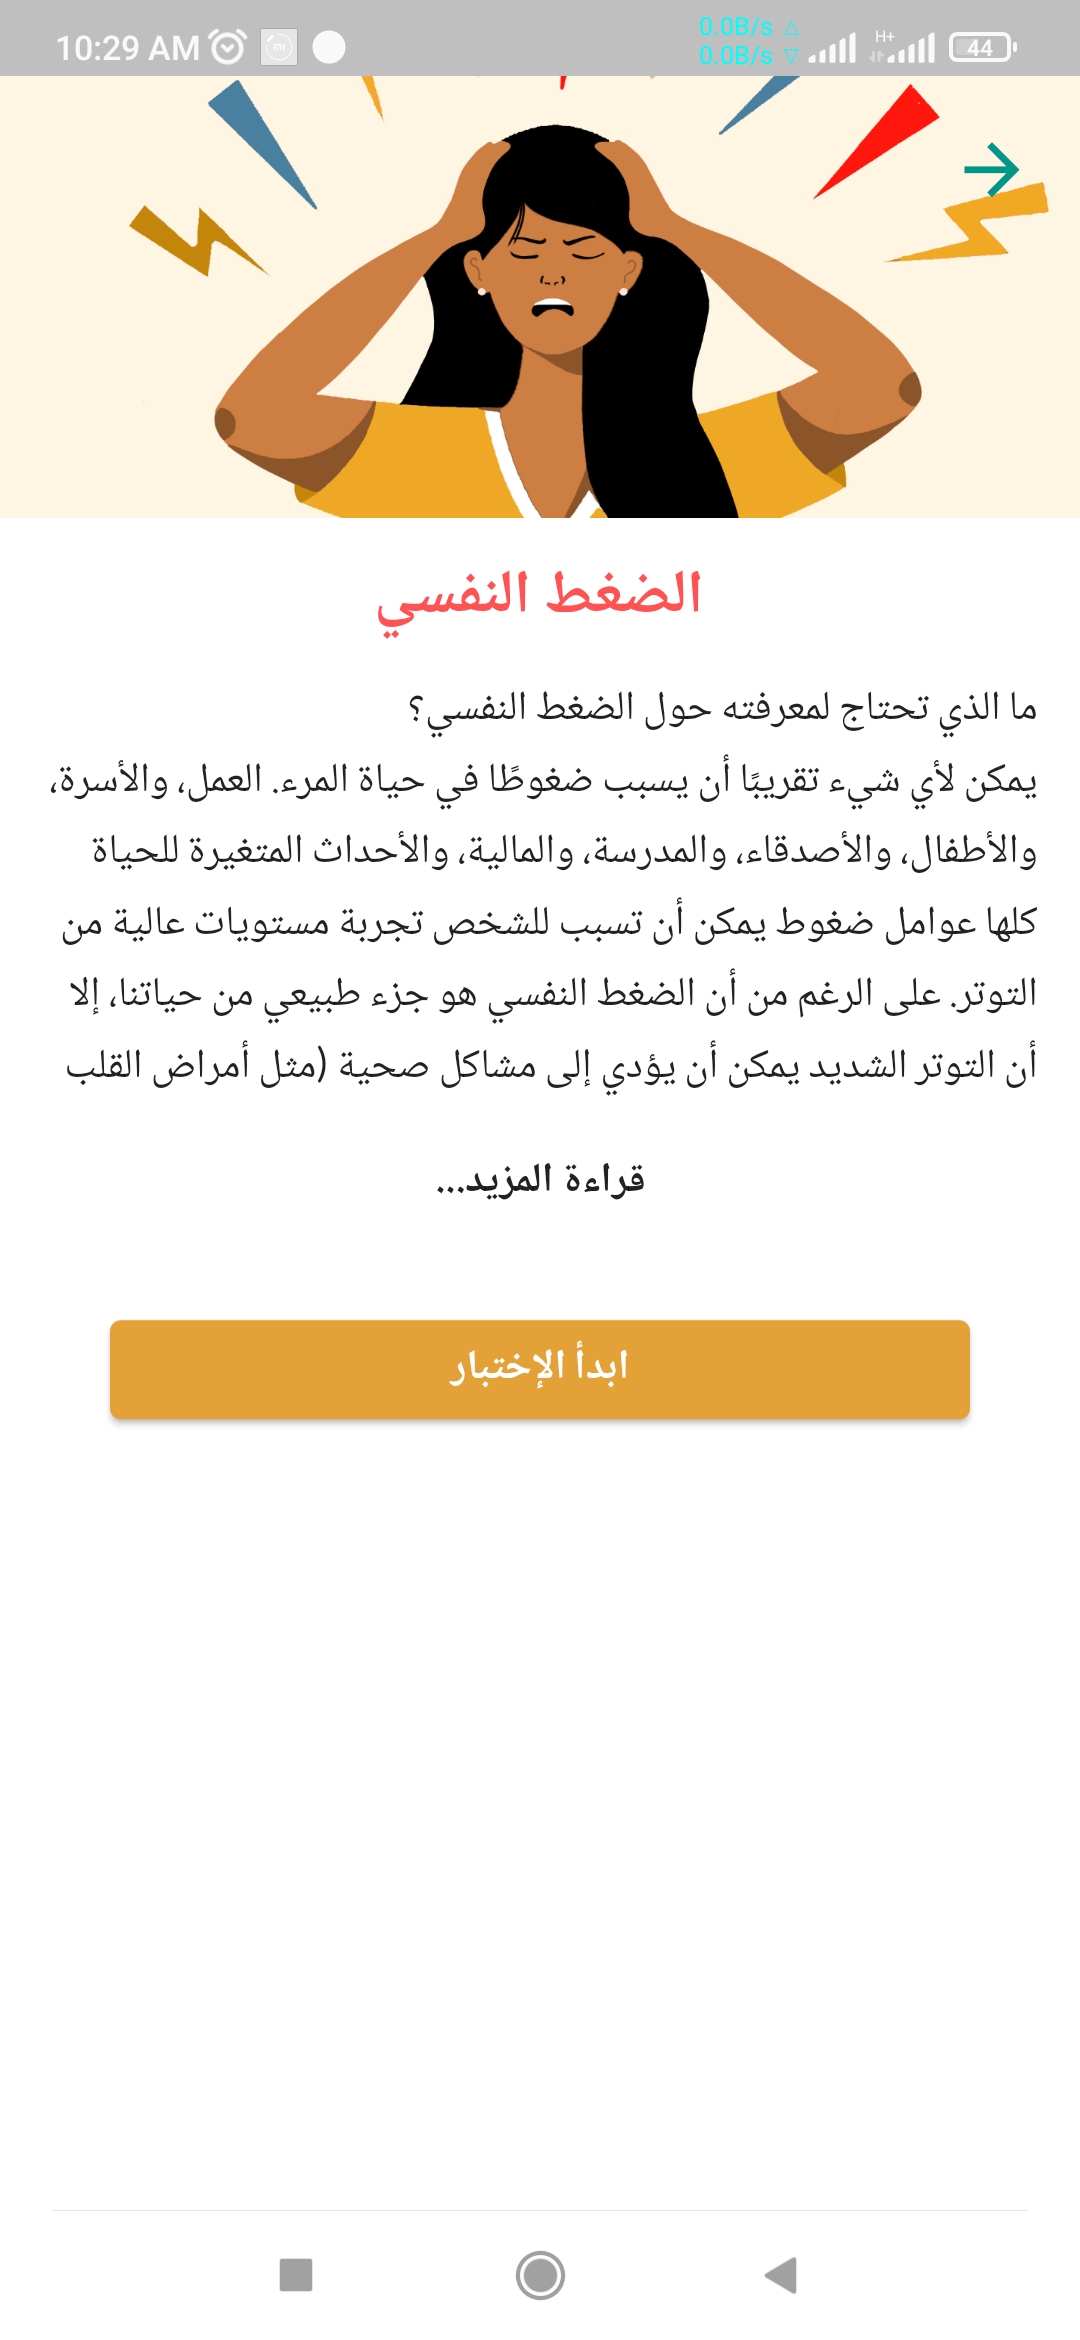 10:29 AM
0.0B/s
0.0B/s
H+
44
الضغط النفسي
ما الذي تحتاج لمعرفته حول الضغط النفسي؟
يمكن لأي شيء تقريبًا أن يسبب ضغوطًا في حياة المرء. العمل، والأسرة،
والأطفال، والأصدقاء، والمدرسة، والمالية، والأحداث المتغيرة للحياة
كلها عوامل ضغوط يمكن أن تسبب للشخص تجربة مستويات عالية من
التوتر. على الرغم من أن الضغط النفسي هو جزء طبيعي من حياتنا، إلا
أن التوتر الشديد يمكن أن يؤدي إلى مشاكل صحية (مثل أمراض القلب
قراءة المزيد...
ابدأ الإختبار